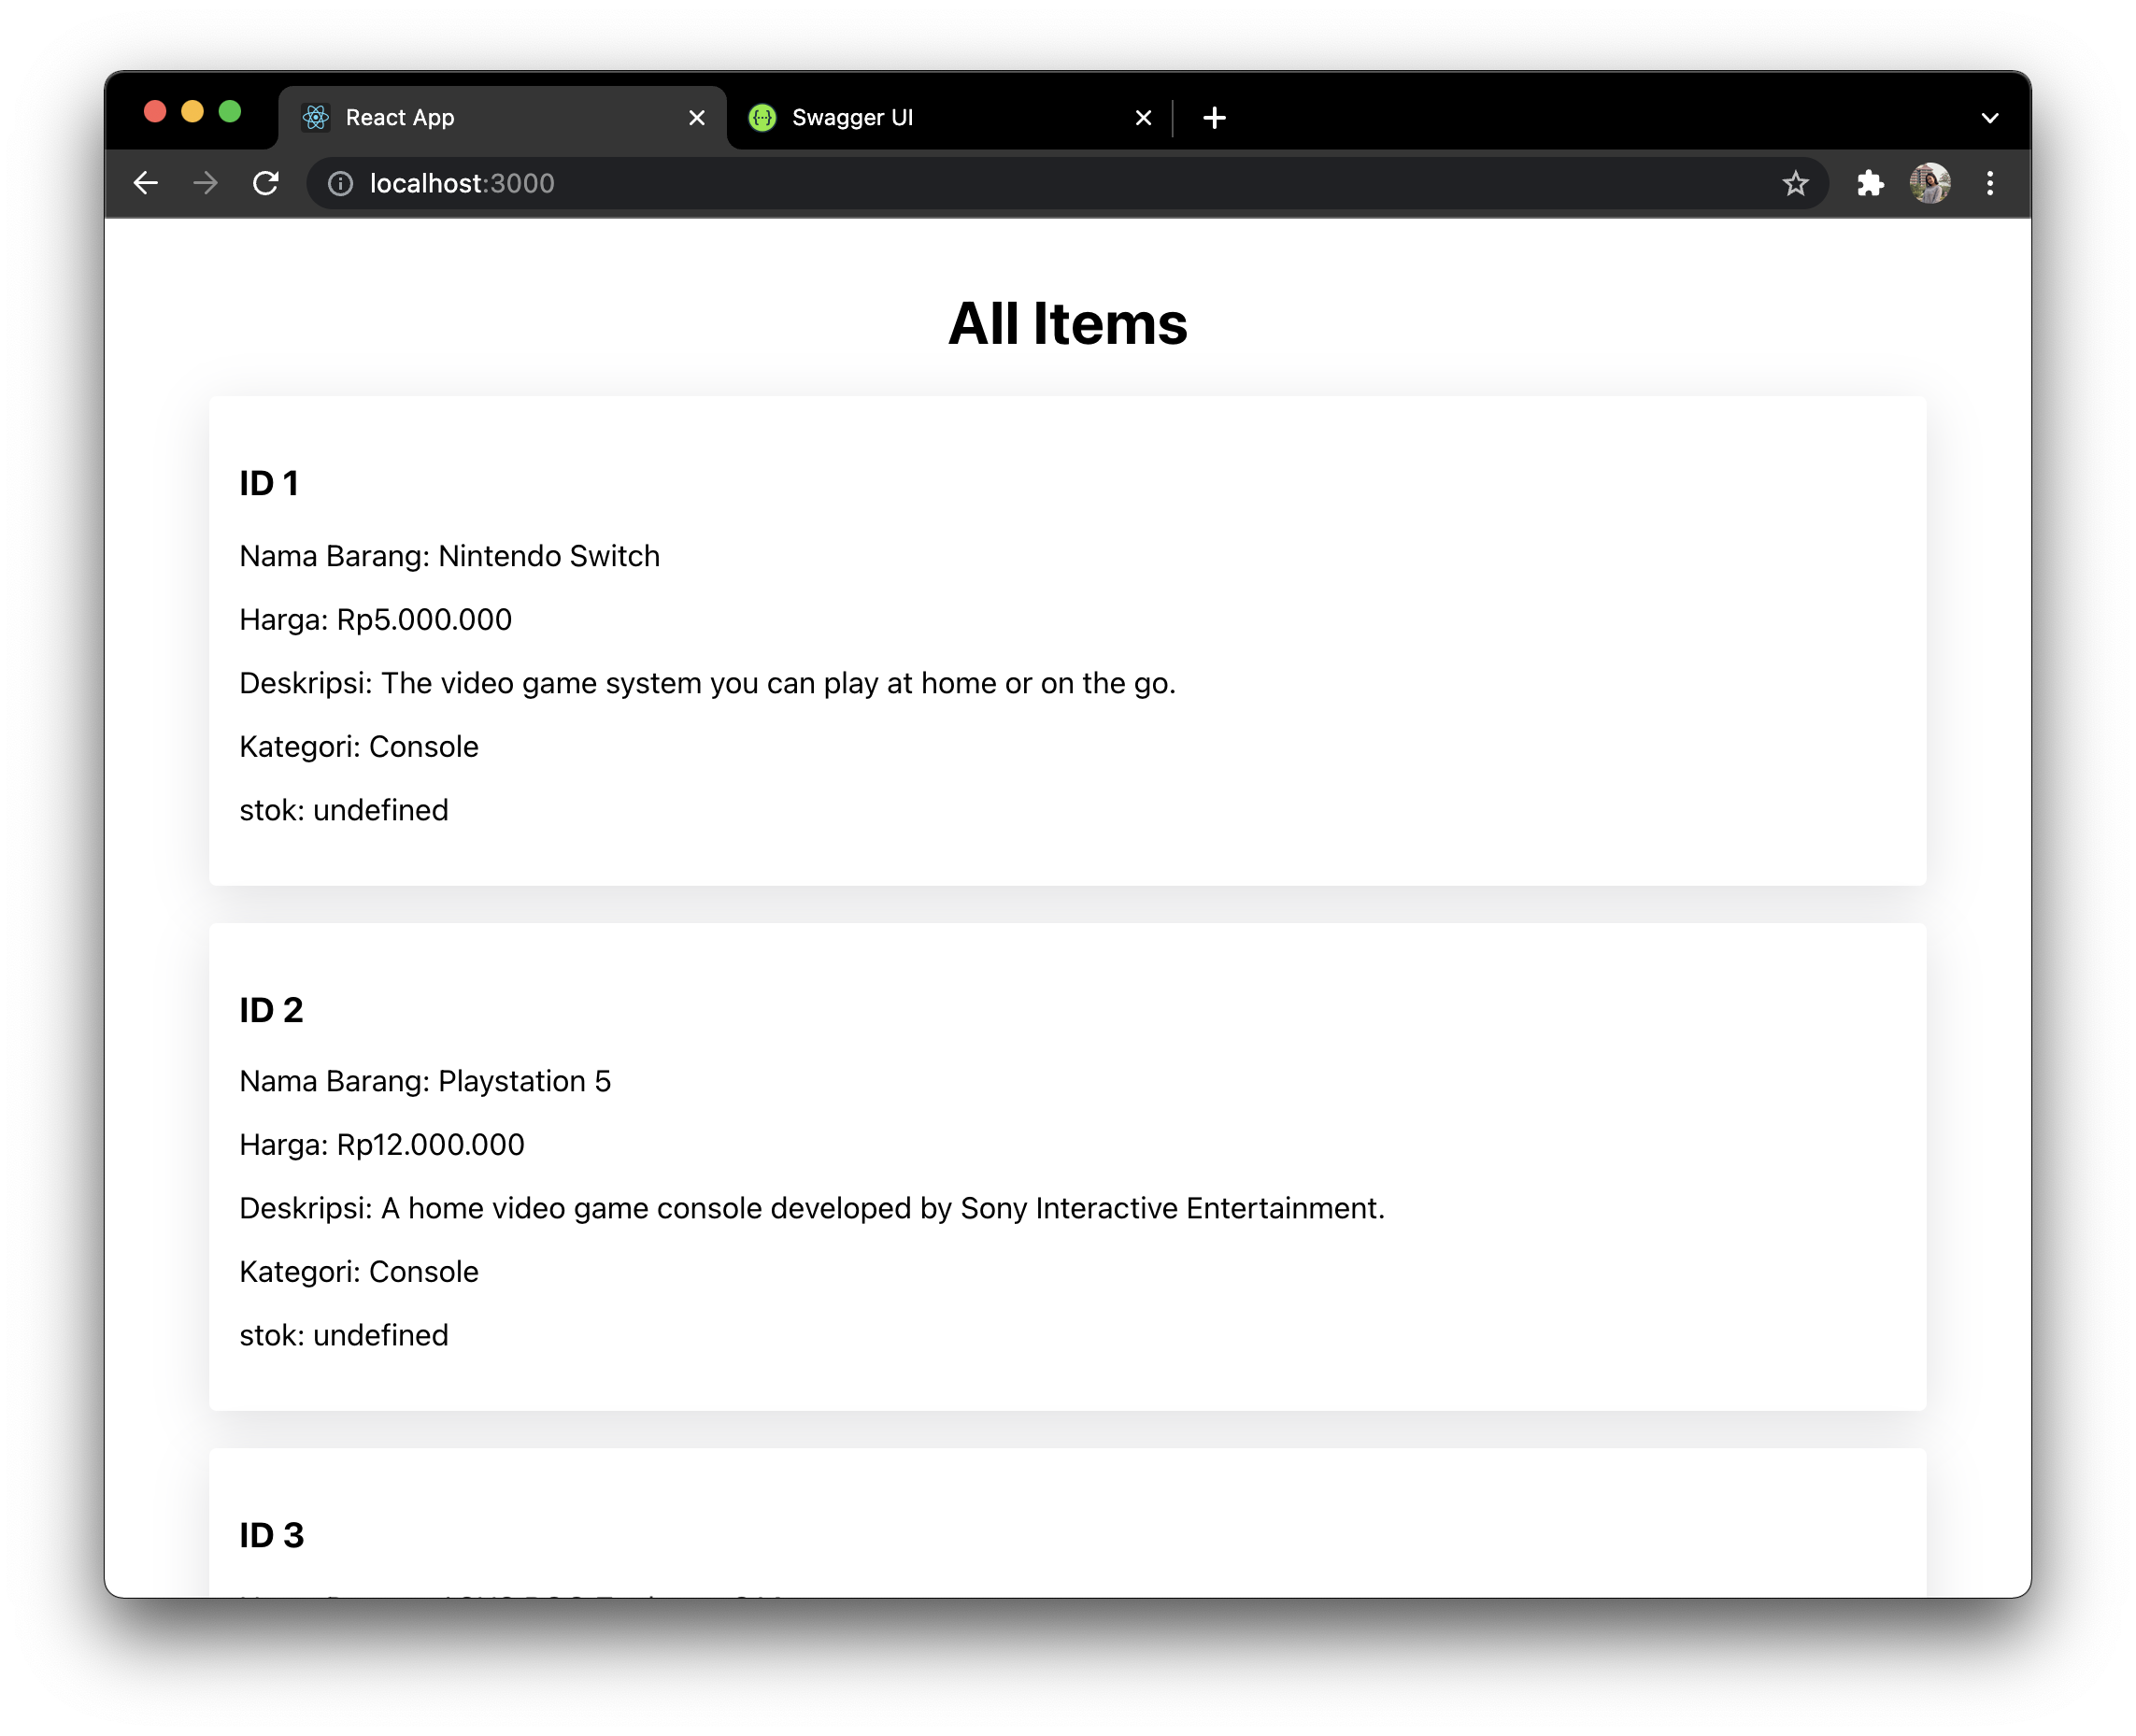 React App
Swagger UI
localhost:3000
All Items
ID 1
Nama Barang: Nintendo Switch
Harga: Rp5.000.000
Deskripsi: The video game system you can play at home or on the go.
Kategori: Console
stok: undefined
ID 2
Nama Barang: Playstation 5
Harga: Rp12.000.000
Deskripsi: A home video game console developed by Sony Interactive Entertainment.
Kategori: Console
stok: undefined
ID 3